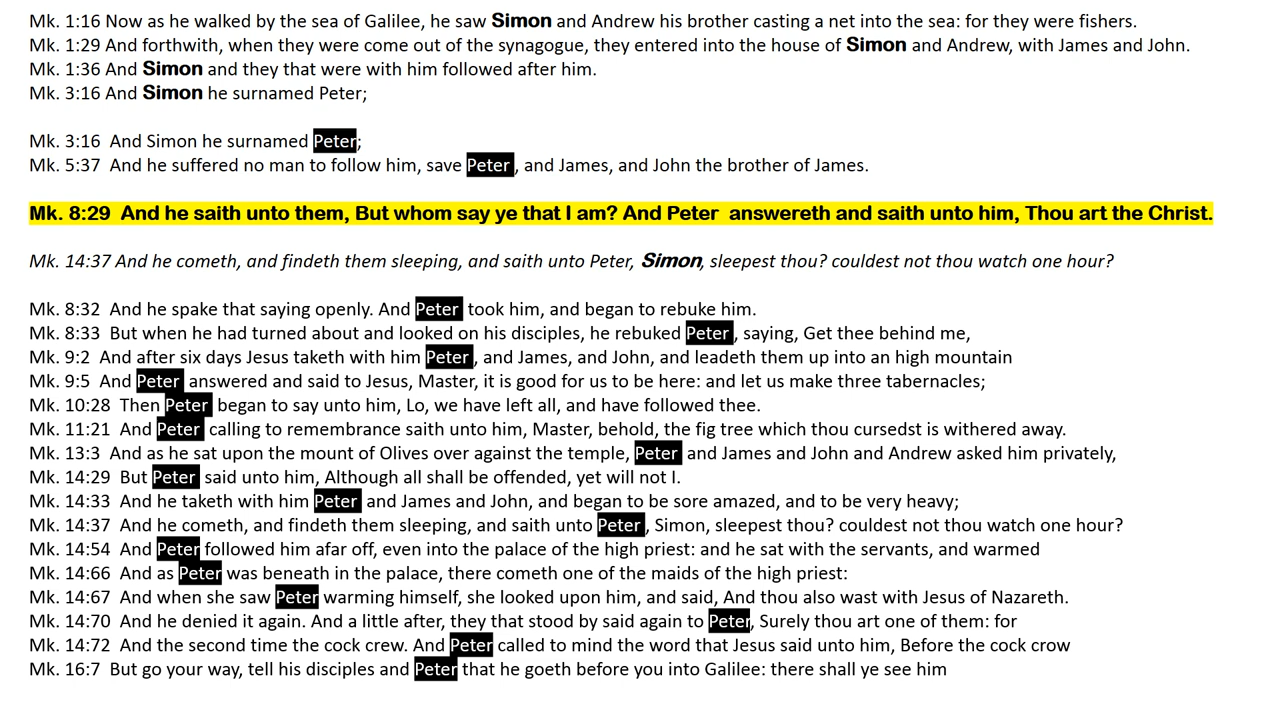 Mk. 1:16 Now as he walked by the sea of Galilee, he saw Simon and Andrew his brother casting a net into the sea: for they were fishers.
Mk. 1:29 And forthwith, when they were come out of the synagogue, they entered into the house of Simon and Andrew, with James and John.
Mk. 1:36 And Simon and they that were with him followed after him.
Mk. 3:16 And Simon he surnamed Peter;
Mk. 3:16 And Simon he surnamed Peter;
Mk. 5:37 And he suffered no man to follow him, save Peter , and James, and John the brother of James.
Mk. 8:29 And he saith unto them, But whom say ye that I am? And Peter answereth and saith unto him, Thou art the Christ.
Mk. 14:37 And he cometh, and findeth them sleeping, and saith unto Peter, Simon, sleepest thou? couldest not thou watch one hour?
Mk. 8:32 And he spake that saying openly. And Peter took him, and began to rebuke him.
Mk. 8:33 But when he had turned about and looked on his disciples, he rebuked Peter , saying, Get thee behind me,
Mk. 9:2 And after six days Jesus taketh with him Peter , and James, and John, and leadeth them up into an high mountain
Mk. 9:5 And Peter answered and said to Jesus, Master, it is good for us to be here: and let us make three tabernacles;
Mk. 10:28 Then Peter began to say unto him, Lo, we have left all, and have followed thee.
Mk. 11:21 And Peter calling to remembrance saith unto him, Master, behold, the fig tree which thou cursedst is withered away.
Mk. 13:3 And as he sat upon the mount of Olives over against the temple, Peter and James and John and Andrew asked him privately,
Mk. 14:29 But Peter said unto him, Although all shall be offended, yet will not I.
Mk. 14:33 And he taketh with him Peter and James and John, and began to be sore amazed, and to be very heavy;
Mk. 14:37 And he cometh, and findeth them sleeping, and saith unto Peter , Simon, sleepest thou? couldest not thou watch one hour?
Mk. 14:54 And Peter followed him afar off, even into the palace of the high priest: and he sat with the servants, and warmed
Mk. 14:66 And as Peter was beneath in the palace, there cometh one of the maids of the high priest:
Mk. 14:67 And when she saw Peter warming himself, she looked upon him, and said, And thou also wast with Jesus of Nazareth.
Mk. 14:70 And he denied it again. And a little after, they that stood by said again to Peter, Surely thou art one of them: for
Mk. 14:72 And the second time the cock crew. And Peter called to mind the word that Jesus said unto him, Before the cock crow
Mk. 16:7 But go your way, tell his disciples and Peter that he goeth before you into Galilee: there shall ye see him